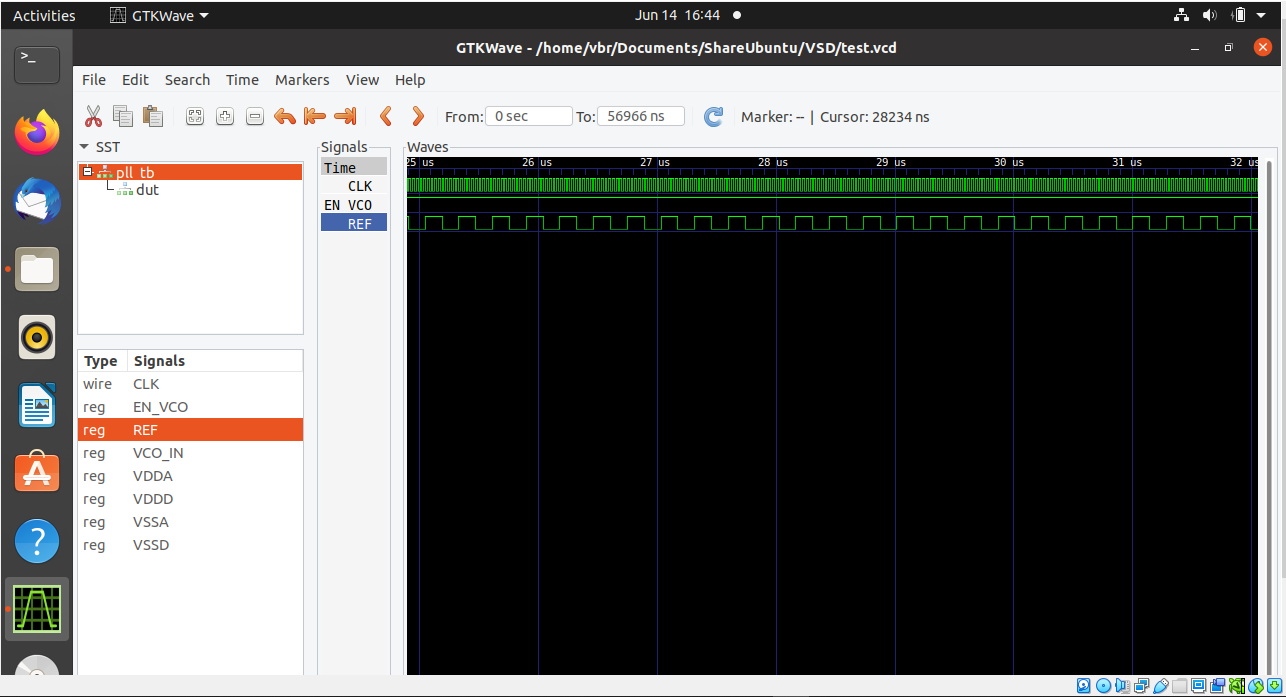 Activities GTKWave Jun 14 16:44
GTKWave - /home/vbr/Documents/ShareUbuntu/VSD/test.vcd
File Edit Search Time Markers View Help
From: 0 sec To: 56966 ns Marker: -- | Cursor: 28234 ns
SST
pll_tb
dut
Type Signals
wire CLK
reg EN_VCO
reg REF
reg VCO_IN
reg VDDA
reg VDDD
reg VSSA
reg VSSD
Signals
Time
CLK
EN_VCO
REF
Waves
25 us 26 us 27 us 28 us 29 us 30 us 31 us 32 us